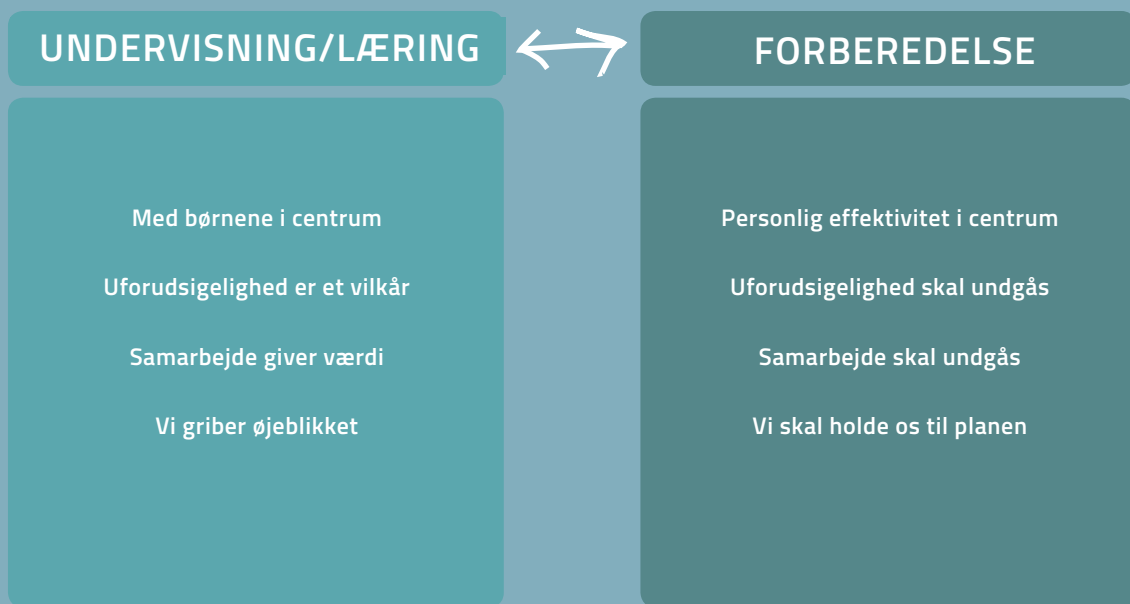 UNDERVISNING/LÆRING
FORBEREDELSE
Med børnene i centrum
Uforudsigelighed er et vilkår
Samarbejde giver værdi
Vi griber øjeblikket
Personlig effektivitet i centrum
Uforudsigelighed skal undgås
Samarbejde skal undgås
Vi skal holde os til planen